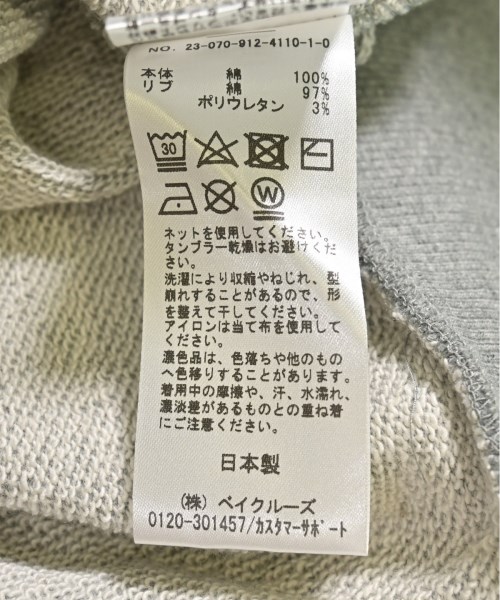 NO. 23-070-912-4110-1-0
本体 綿 100%
リブ 綿 97%
ポリウレタン 3%
30
W
ネットを使用してください。
タンブラー乾燥はお避けくだ
さい。
洗濯により収縮やねじれ、型
崩れすることがあるので、形
を整えて干してください。
アイロンは当て布を使用して
ください。
濃色品は、色落ちや他のもの
へ色移りすることがあります。
着用中の摩擦や、汗、水濡れ、
濃淡差があるものとの重ね着
にご注意ください。
日本製
(株) ベイクルーズ
0120-301457/カスタマーサポート